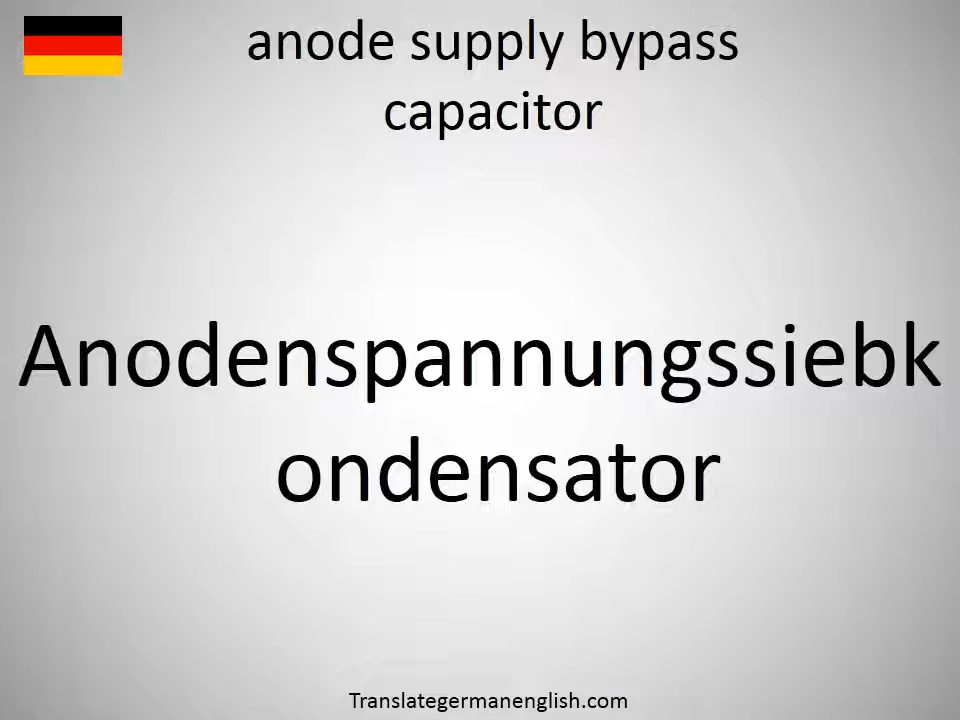 anode supply bypass
capacitor
Anodenspannungssiebk
ondensator
Translategermanenglish.com